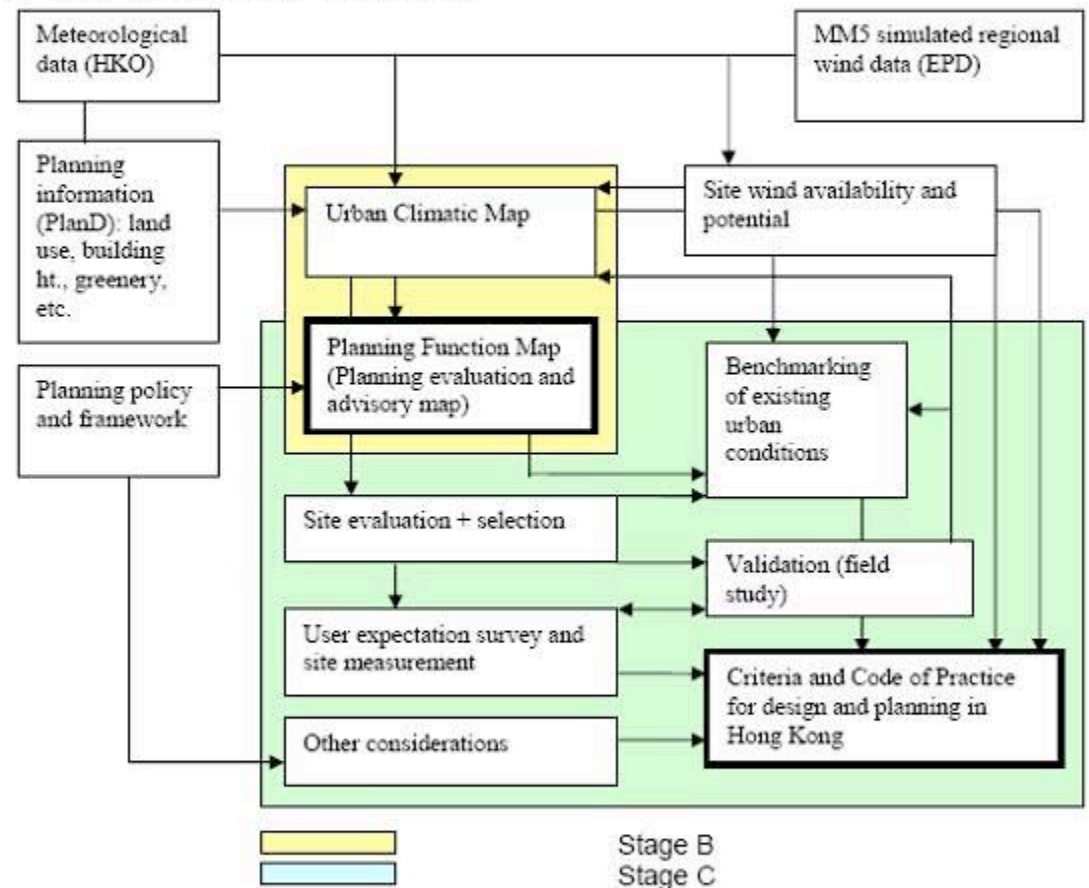 Meteorological
data (HKO)
MM5 simulated regional
wind data (EPD)
Planning
information
(PlanD): land
use, building
ht., greenery,
etc.
Urban Climatic Map
Site wind availability and
potential
Planning Function Map
(Planning evaluation and
advisory map)
Planning policy
and framework
Benchmarking
of existing
urban
conditions
Site evaluation + selection
Validation (field
study)
User expectation survey and
site measurement
Criteria and Code of Practice
for design and planning in
Hong Kong
Other considerations
Stage B
Stage C